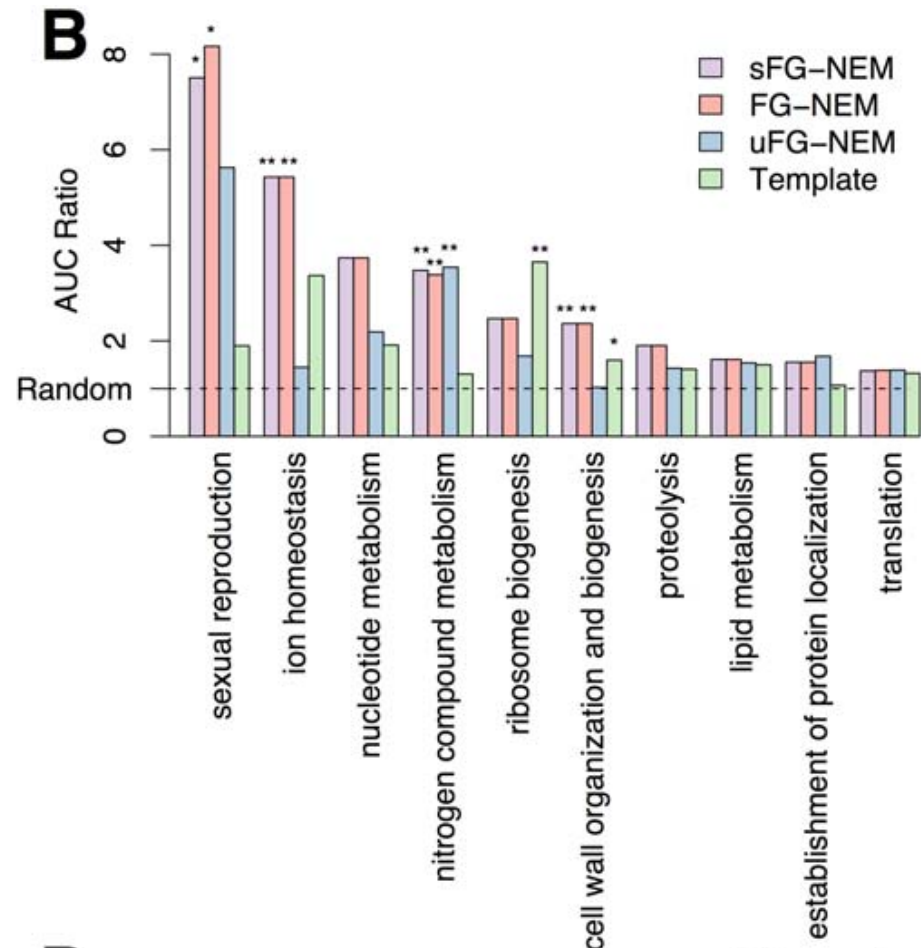 B
sFG-NEM
FG-NEM
uFG-NEM
Template
AUC Ratio
8
6
4
2
0
Random
*
*
** **
**
**
**
**
** **
*
sexual reproduction
ion homeostasis
nucleotide metabolism
nitrogen compound metabolism
ribosome biogenesis
cell wall organization and biogenesis
proteolysis
lipid metabolism
establishment of protein localization
translation